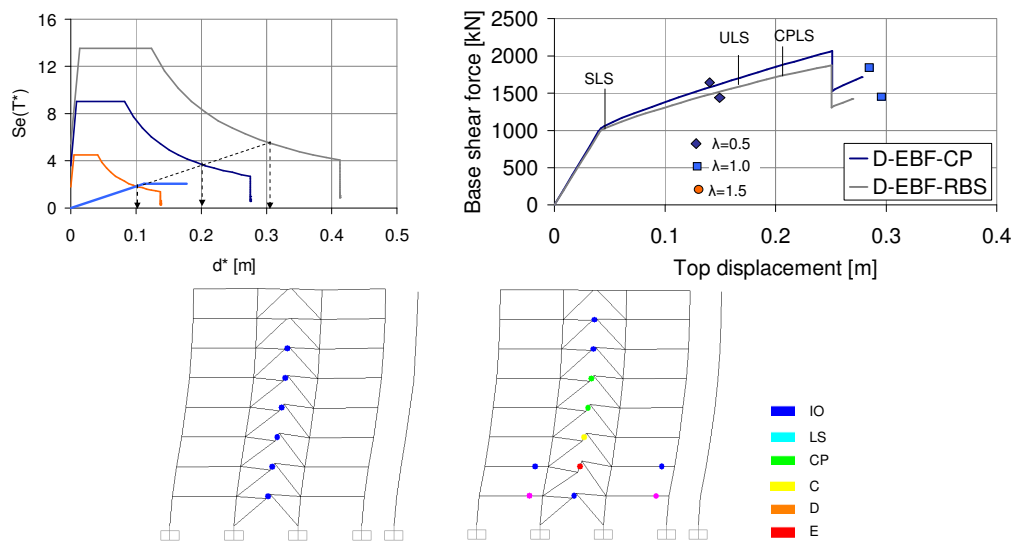 16
12
8
4
0
Se(T*)
0
0.1
0.2
0.3
0.4
0.5
d* [m]
2500
2000
1500
1000
500
0
Base shear force [kN]
SLS
ULS
CPLS
λ=0.5
λ=1.0
λ=1.5
D-EBF-CP
D-EBF-RBS
0
0.1
0.2
0.3
0.4
Top displacement [m]
IO
LS
CP
C
D
E